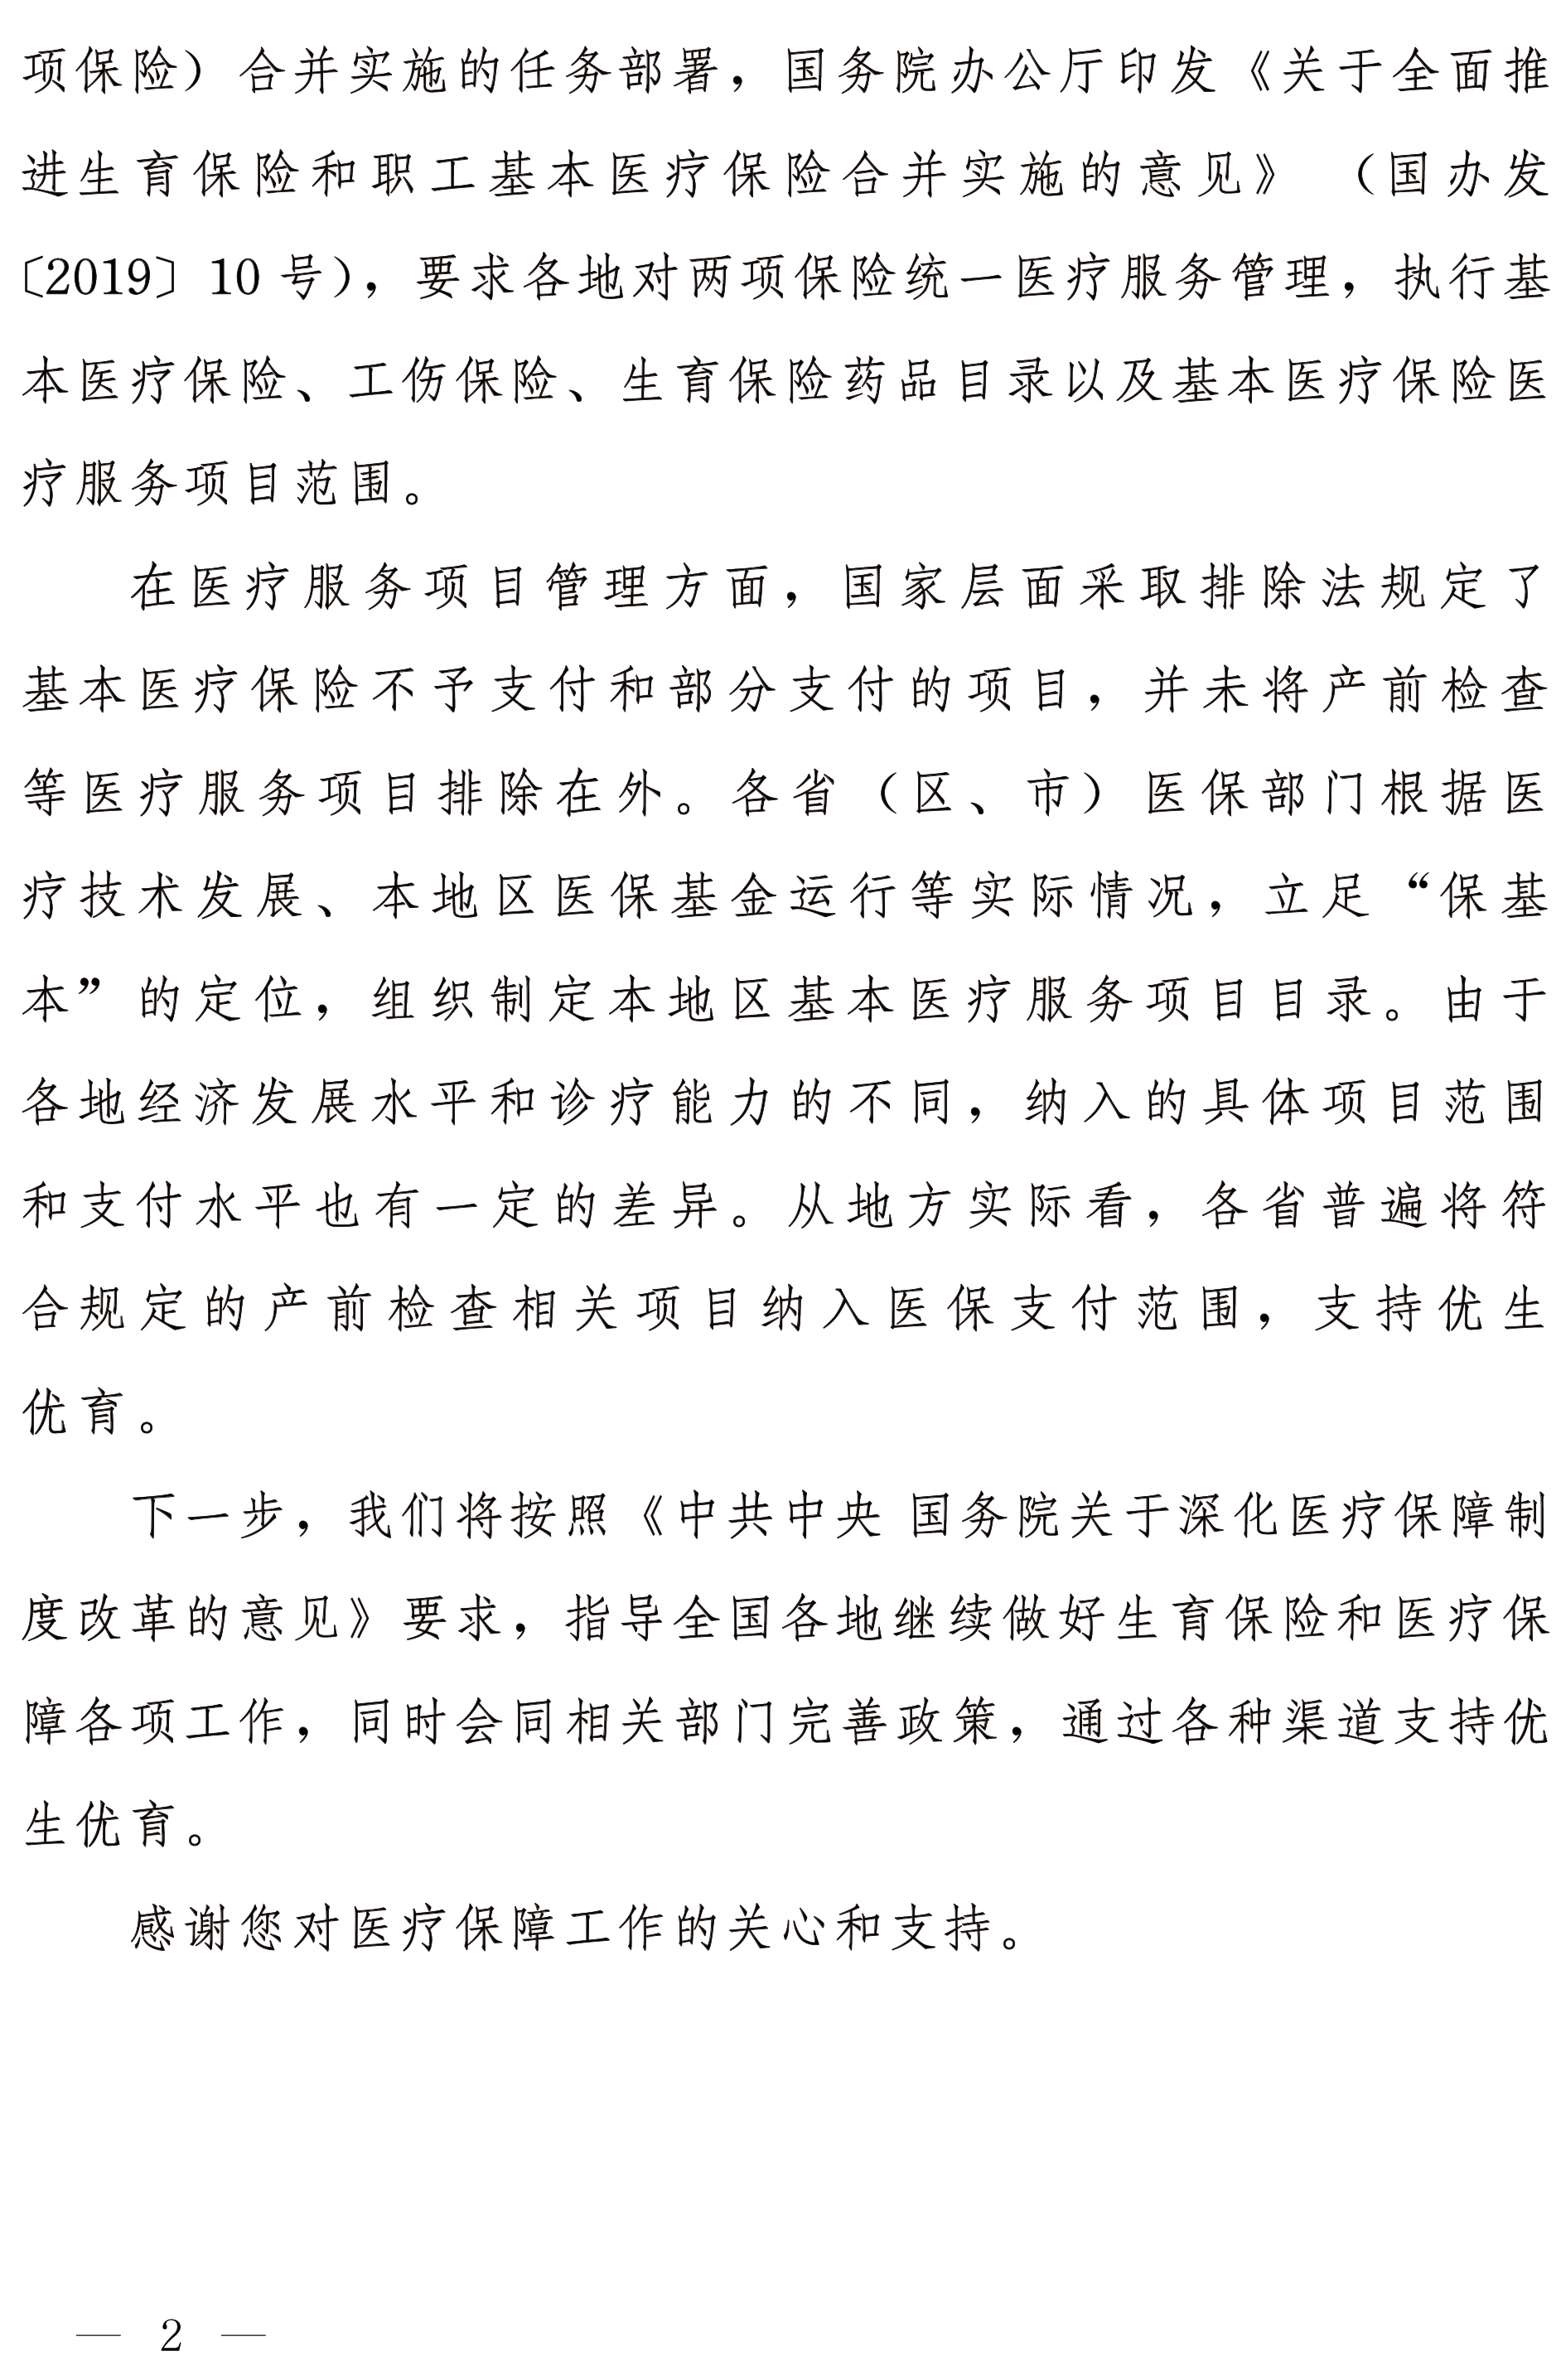 项保险）合并实施的任务部署，国务院办公厅印发《关于全面推
进生育保险和职工基本医疗保险合并实施的意见》（国办发
〔2019〕10 号），要求各地对两项保险统一医疗服务管理，执行基
本医疗保险、工伤保险、生育保险药品目录以及基本医疗保险医
疗服务项目范围。
在医疗服务项目管理方面，国家层面采取排除法规定了
基本医疗保险不予支付和部分支付的项目，并未将产前检查
等医疗服务项目排除在外。各省（区、市）医保部门根据医
疗技术发展、本地区医保基金运行等实际情况，立足“保基
本”的定位，组织制定本地区基本医疗服务项目目录。由于
各地经济发展水平和诊疗能力的不同，纳入的具体项目范围
和支付水平也有一定的差异。从地方实际看，各省普遍将符
合规定的产前检查相关项目纳入医保支付范围，支持优生
优育。
下一步，我们将按照《中共中央 国务院关于深化医疗保障制
度改革的意见》要求，指导全国各地继续做好生育保险和医疗保
障各项工作，同时会同相关部门完善政策，通过各种渠道支持优
生优育。
感谢您对医疗保障工作的关心和支持。
— 2 —